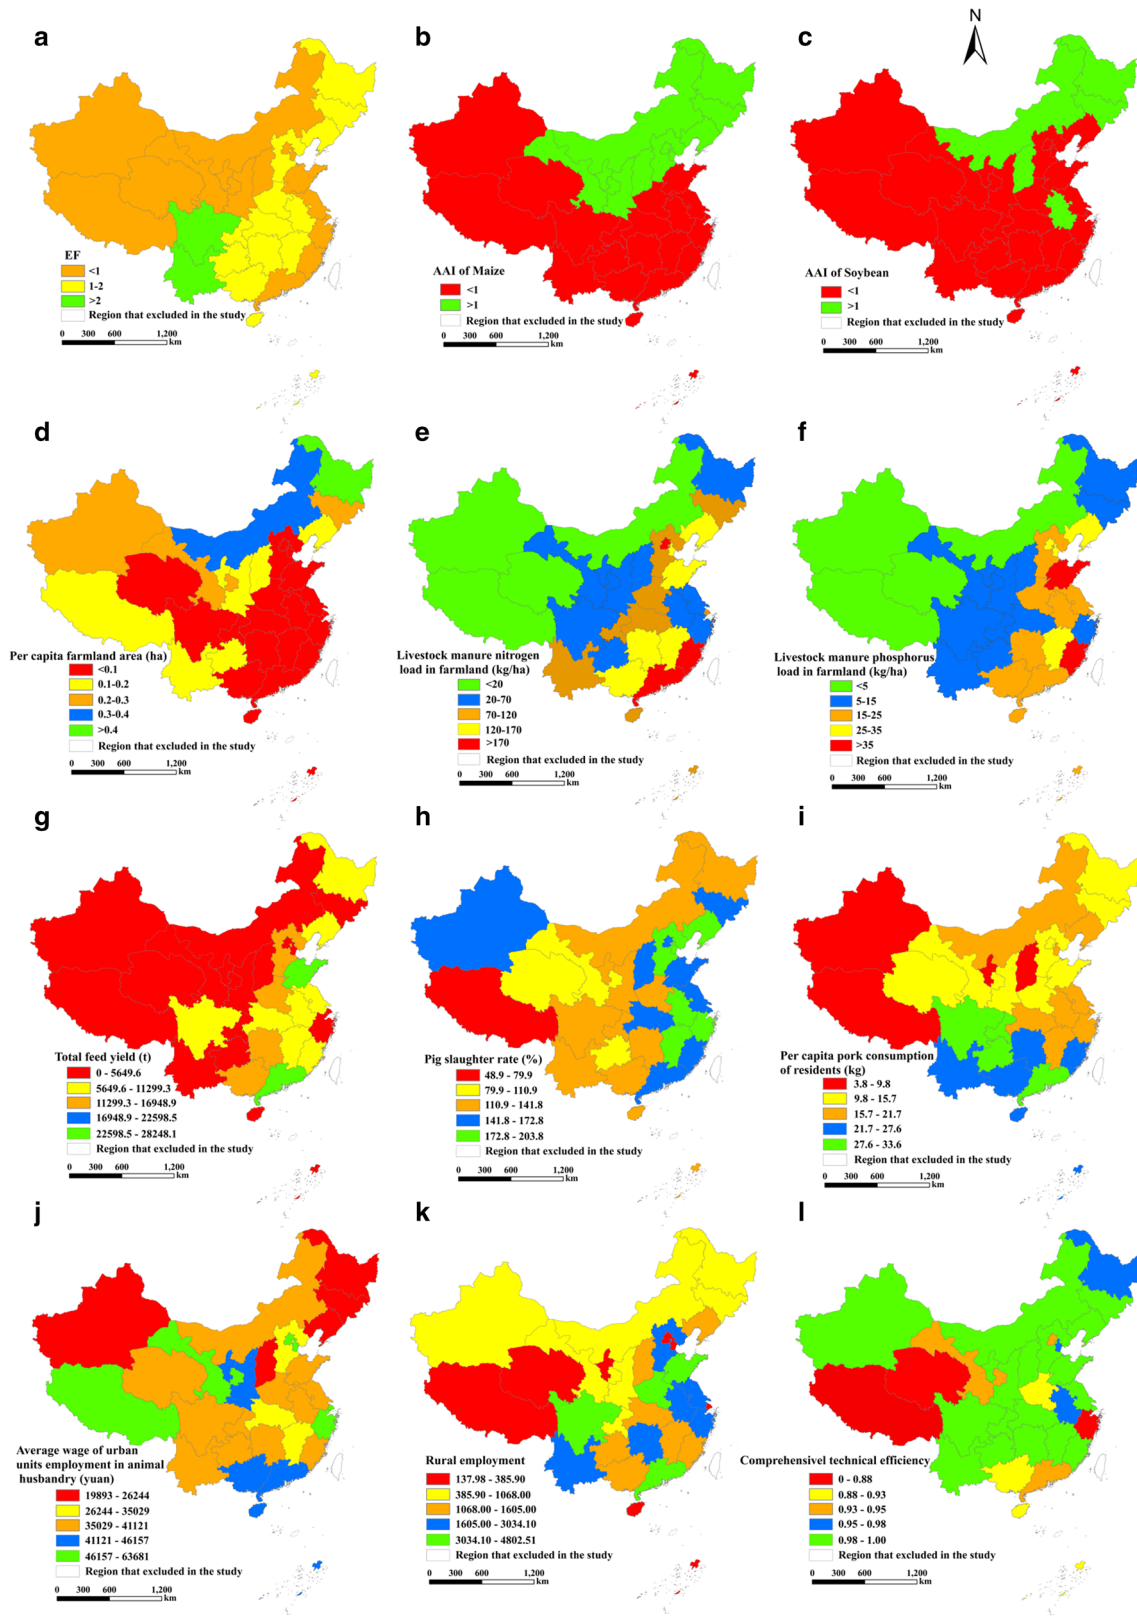 a
EF
<1
1-2
>2
Region that excluded in the study
0 300 600 1,200
km
b
AAI of Maize
<1
>1
Region that excluded in the study
0 300 600 1,200
km
c
N
AAI of Soybean
<1
>1
Region that excluded in the study
0 300 600 1,200
km
d
Per capita farmland area (ha)
<0.1
0.1-0.2
0.2-0.3
0.3-0.4
>0.4
Region that excluded in the study
0 300 600 1,200
km
e
Livestock manure nitrogen
load in farmland (kg/ha)
<20
20-70
70-120
120-170
>170
Region that excluded in the study
0 300 600 1,200
km
f
Livestock manure phosphorus
load in farmland (kg/ha)
<5
5-15
15-25
25-35
>35
Region that excluded in the study
0 300 600 1,200
km
g
Total feed yield (t)
0 - 5649.6
5649.6 - 11299.3
11299.3 - 16948.9
16948.9 - 22598.5
22598.5 - 28248.1
Region that excluded in the study
0 300 600 1,200
km
h
Pig slaughter rate (%)
48.9 - 79.9
79.9 - 110.9
110.9 - 141.8
141.8 - 172.8
172.8 - 203.8
Region that excluded in the study
0 300 600 1,200
km
i
Per capita pork consumption
of residents (kg)
3.8 - 9.8
9.8 - 15.7
15.7 - 21.7
21.7 - 27.6
27.6 - 33.6
Region that excluded in the study
0 300 600 1,200
km
j
Average wage of urban
units employment in animal
husbandry (yuan)
19893 - 26244
26244 - 35029
35029 - 41121
41121 - 46157
46157 - 63681
Region that excluded in the study
0 300 600 1,200
km
k
Rural employment
137.98 - 385.90
385.90 - 1068.00
1068.00 - 1605.00
1605.00 - 3034.10
3034.10 - 4802.51
Region that excluded in the study
0 300 600 1,200
km
l
Comprehensivel technical efficiency
0 - 0.88
0.88 - 0.93
0.93 - 0.95
0.95 - 0.98
0.98 - 1.00
Region that excluded in the study
0 300 600 1,200
km